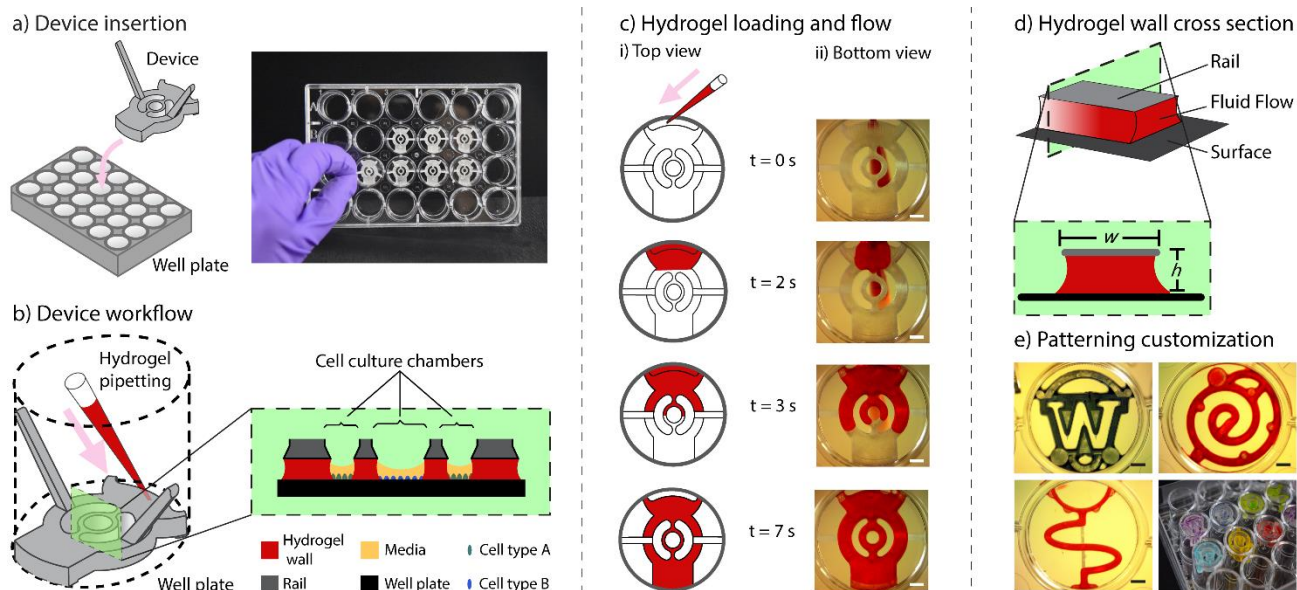 a) Device insertion
Device
Well plate
b) Device workflow
Hydrogel
pipetting
Well plate
Cell culture chambers
Hydrogel
wall
Media
Cell type A
Rail
Well plate
Cell type B
c) Hydrogel loading and flow
i) Top view
ii) Bottom view
t = 0 s
t = 2 s
t = 3 s
t = 7 s
d) Hydrogel wall cross section
Rail
Fluid Flow
Surface
w
h
e) Patterning customization
W